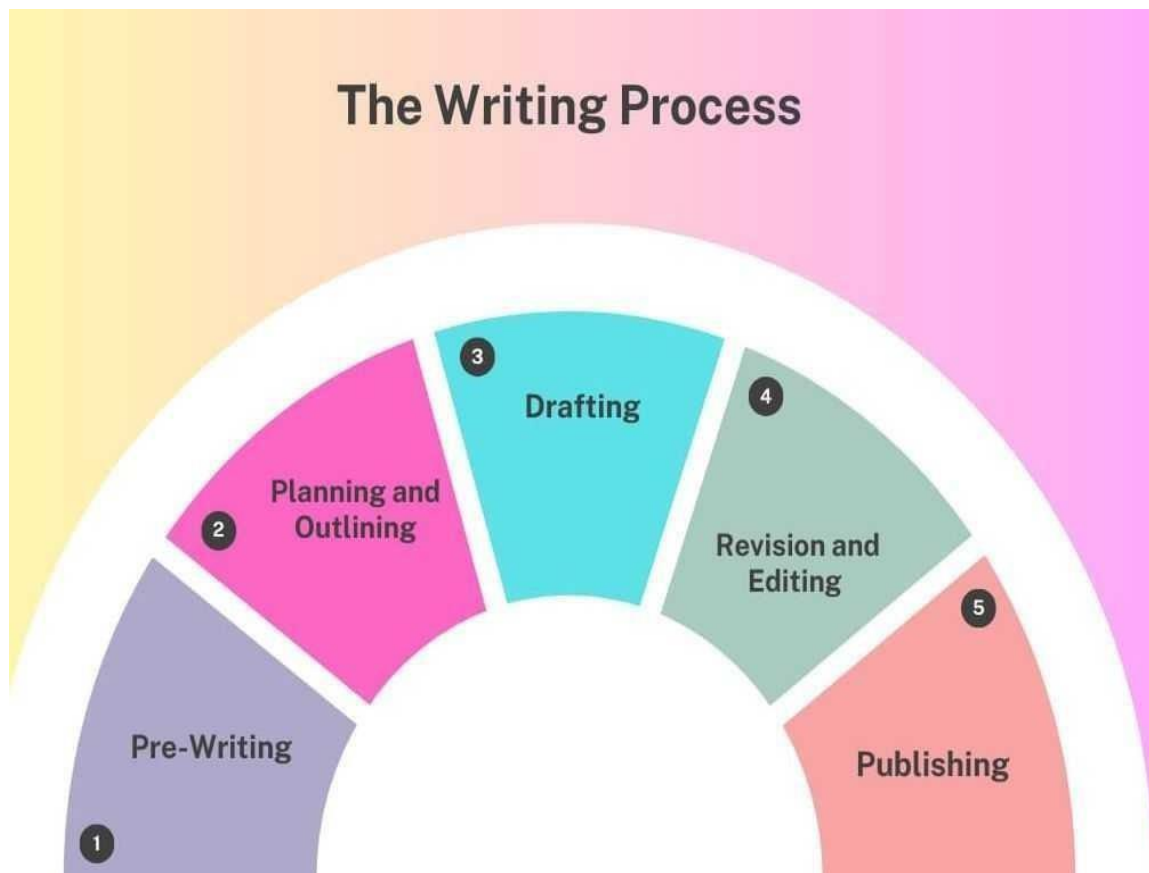 The Writing Process
1
Pre-Writing
2
Planning and
Outlining
3
Drafting
4
Revision and
Editing
5
Publishing